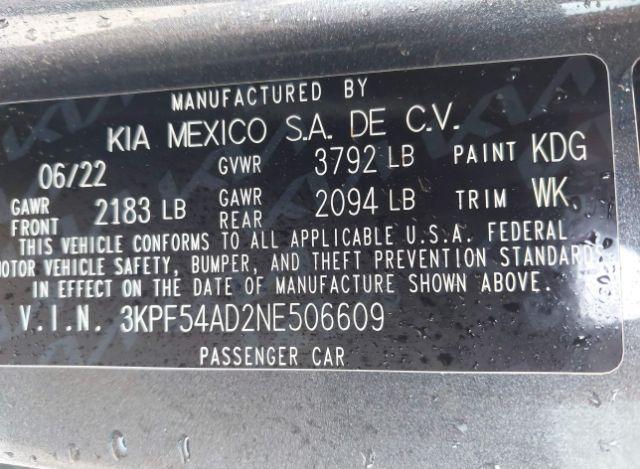 MANUFACTURED BY
KIA MEXICO S.A. DE C.V.
06/22 GVWR 3792 LB PAINT KDG
GAWR FRONT 2183 LB GAWR REAR 2094 LB TRIM WK
THIS VEHICLE CONFORMS TO ALL APPLICABLE U.S.A. FEDERAL
MOTOR VEHICLE SAFETY, BUMPER, AND THEFT PREVENTION STANDARDS
IN EFFECT ON THE DATE OF MANUFACTURE SHOWN ABOVE.
V.I.N. 3KPF54AD2NE506609
PASSENGER CAR